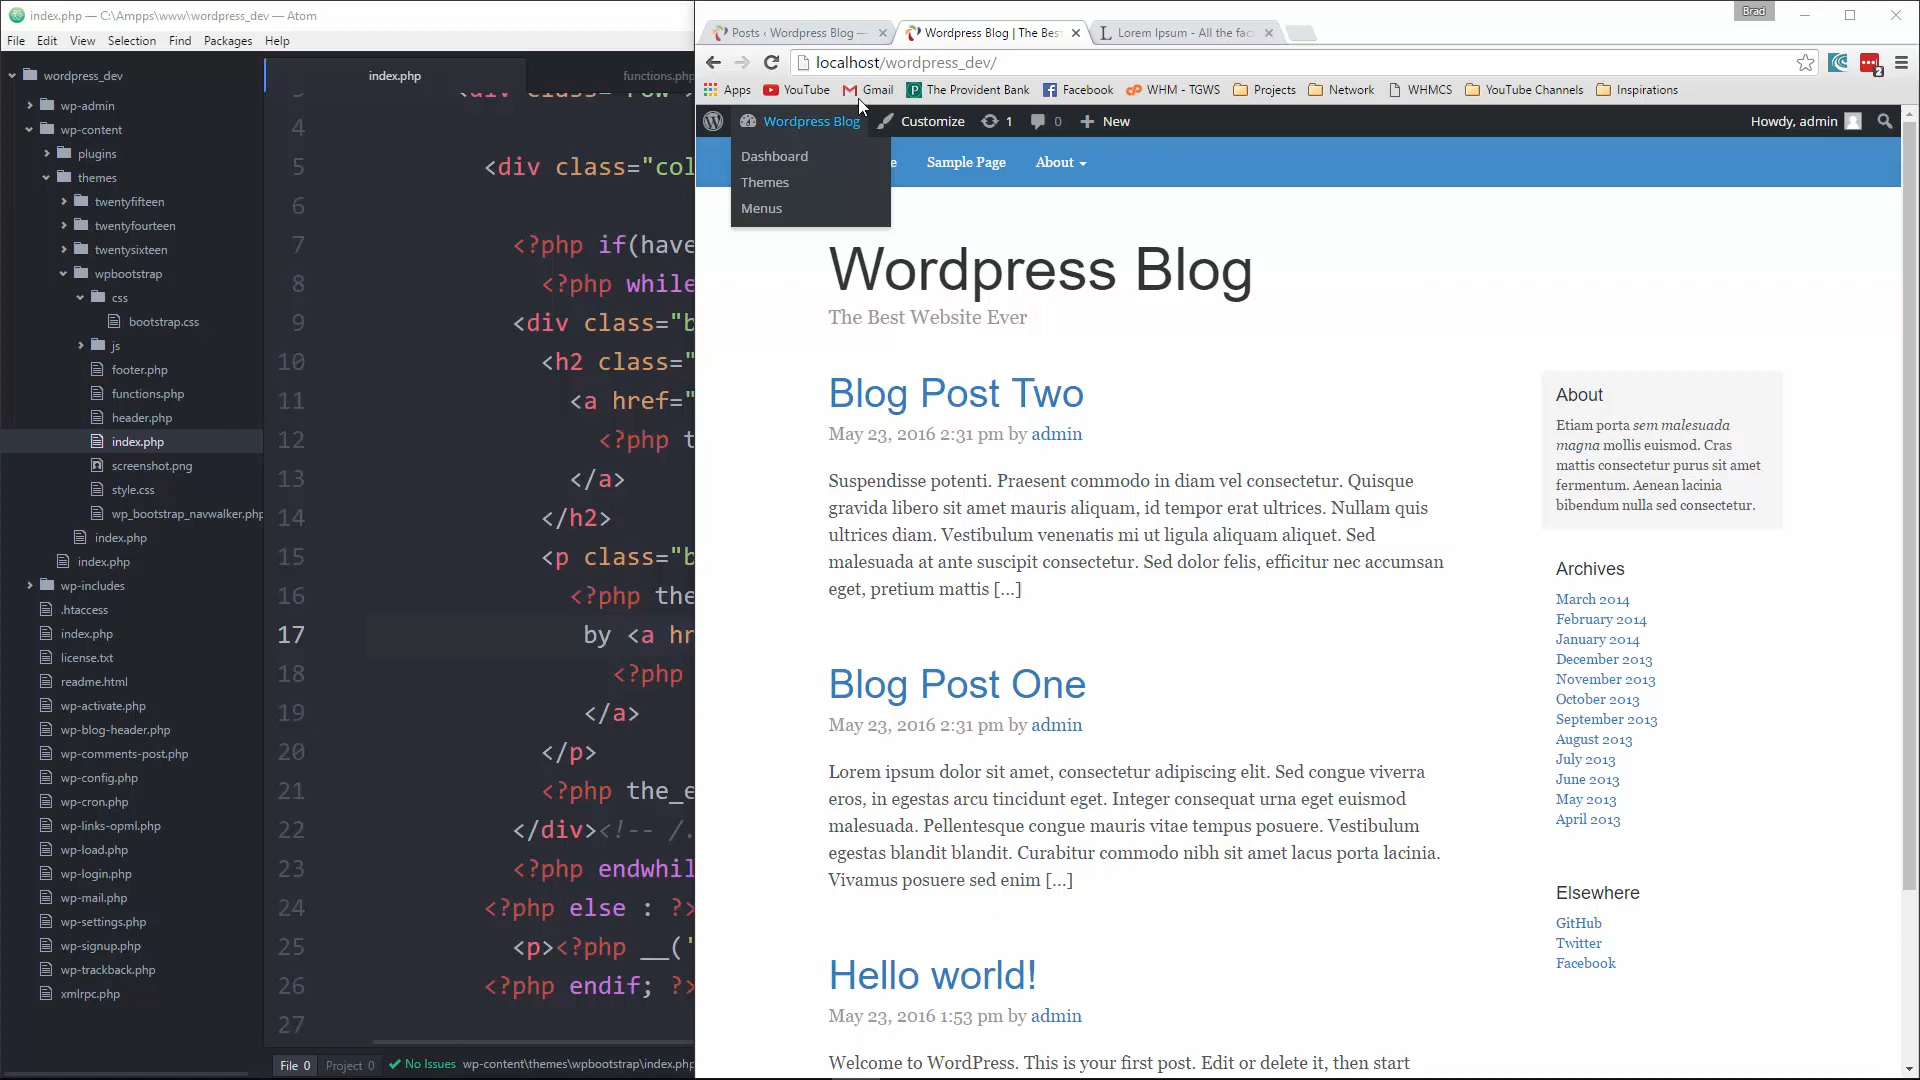 index.php — C:\Ampps\www\wordpress_dev — Atom
File Edit View Selection Find Packages Help
wordpress_dev
wp-admin
wp-content
plugins
themes
twentyfifteen
twentyfourteen
twentysixteen
wpbootstrap
css
bootstrap.css
js
footer.php
functions.php
header.php
index.php
screenshot.png
style.css
wp_bootstrap_navwalker.php
index.php
index.php
wp-includes
.htaccess
index.php
license.txt
readme.html
wp-activate.php
wp-blog-header.php
wp-comments-post.php
wp-config.php
wp-cron.php
wp-links-opml.php
wp-load.php
wp-login.php
wp-mail.php
wp-settings.php
wp-signup.php
wp-trackback.php
xmlrpc.php
index.php functions.php
4
5 <div class="col
6
7 <?php if(have
8 <?php while
9 <div class="b
10 <h2 class="
11 <a href="
12 <?php t
13 </a>
14 </h2>
15 <p class="b
16 <?php the
17 by <a hr
18 <?php
19 </a>
20 </p>
21 <?php the_e
22 </div><!-- /.
23 <?php endwhil
24 <?php else : ?>
25 <p><?php __('
26 <?php endif; ?>
27
File 0 Project 0 No Issues wp-content\themes\wpbootstrap\index.php
Brad
Posts ‹ Wordpress Blog —
Wordpress Blog | The Bes
Lorem Ipsum - All the fac
localhost/wordpress_dev/
2
Apps YouTube Gmail The Provident Bank Facebook WHM - TGWS Projects Network WHMCS YouTube Channels Inspirations
Wordpress Blog Customize 1 0 New Howdy, admin
Dashboard
Themes
Menus
e Sample Page About
Wordpress Blog
The Best Website Ever
Blog Post Two
May 23, 2016 2:31 pm by admin
Suspendisse potenti. Praesent commodo in diam vel consectetur. Quisque
gravida libero sit amet mauris aliquam, id tempor erat ultrices. Nullam quis
ultrices diam. Vestibulum venenatis mi ut ligula aliquam aliquet. Sed
malesuada at ante suscipit consectetur. Sed dolor felis, efficitur nec accumsan
eget, pretium mattis […]
Blog Post One
May 23, 2016 2:31 pm by admin
Lorem ipsum dolor sit amet, consectetur adipiscing elit. Sed congue viverra
eros, in egestas arcu tincidunt eget. Integer consequat urna eget euismod
malesuada. Pellentesque congue mauris vitae tempus posuere. Vestibulum
egestas blandit blandit. Curabitur commodo nibh sit amet lacus porta lacinia.
Vivamus posuere sed enim […]
Hello world!
May 23, 2016 1:53 pm by admin
Welcome to WordPress. This is your first post. Edit or delete it, then start
About
Etiam porta sem malesuada
magna mollis euismod. Cras
mattis consectetur purus sit amet
fermentum. Aenean lacinia
bibendum nulla sed consectetur.
Archives
March 2014
February 2014
January 2014
December 2013
November 2013
October 2013
September 2013
August 2013
July 2013
June 2013
May 2013
April 2013
Elsewhere
GitHub
Twitter
Facebook